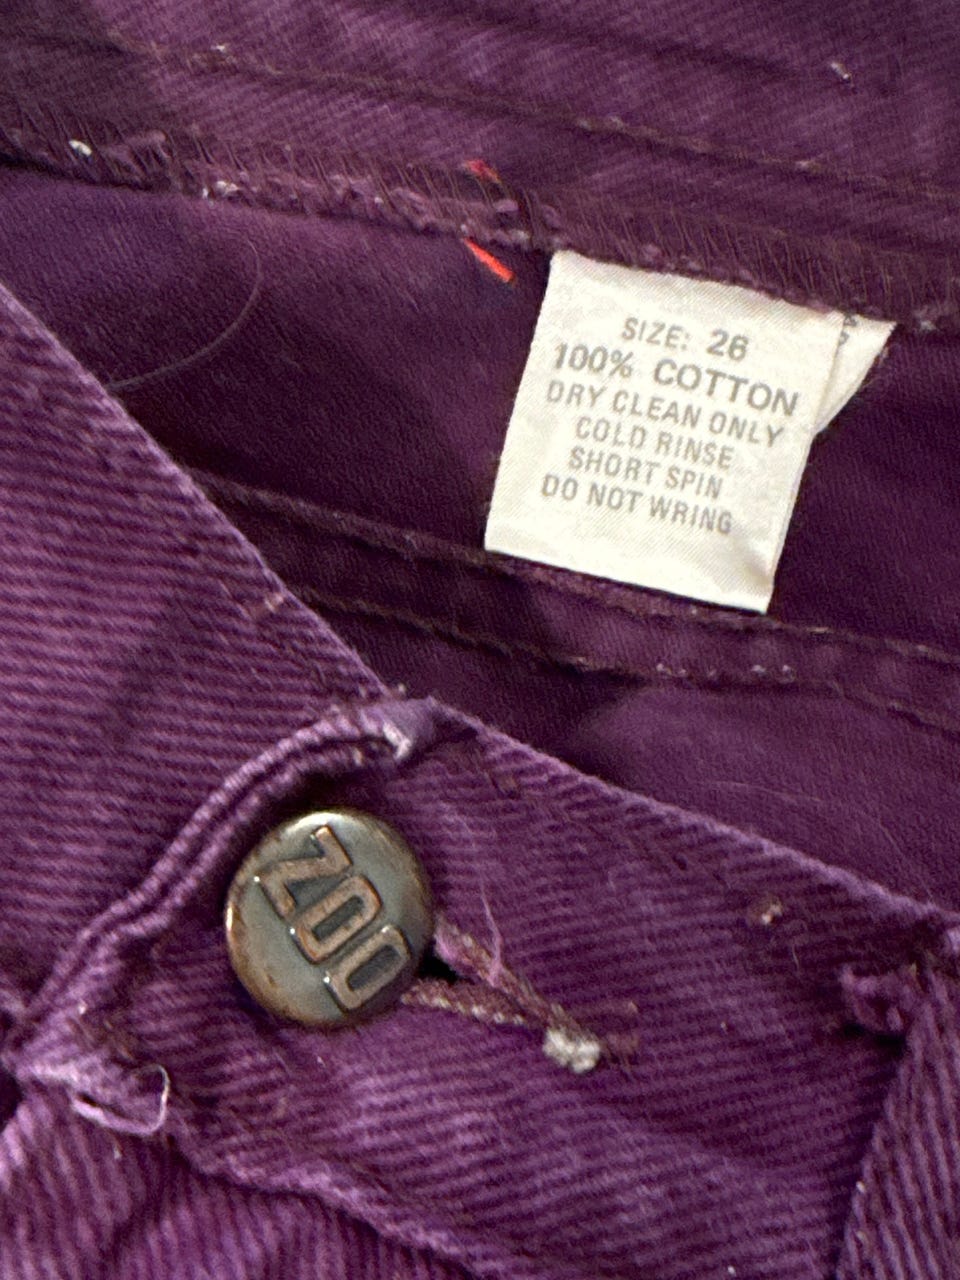 SIZE: 26
100% COTTON
DRY CLEAN ONLY
COLD RINSE
SHORT SPIN
DO NOT WRING
ZOO